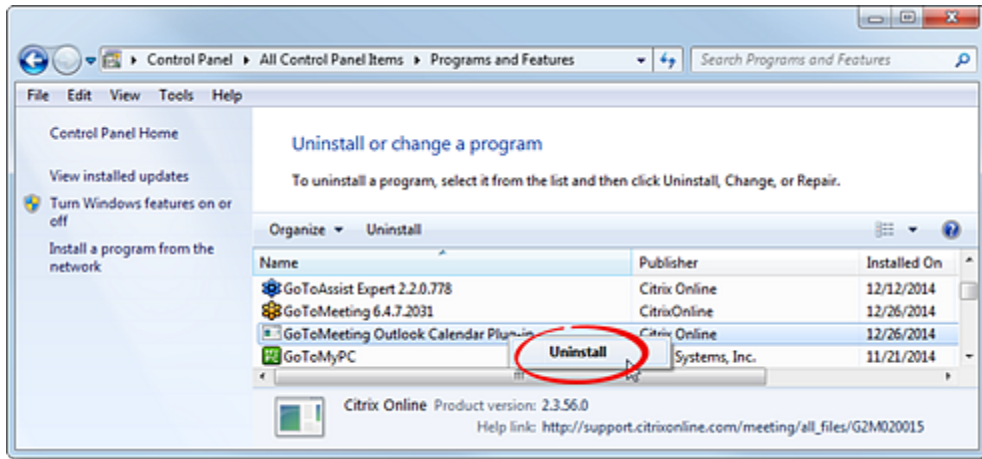 Control Panel ▸ All Control Panel Items ▸ Programs and Features
Search Programs and Features
File Edit View Tools Help
Control Panel Home
View installed updates
Turn Windows features on or
off
Install a program from the
network
Uninstall or change a program
To uninstall a program, select it from the list and then click Uninstall, Change, or Repair.
Organize Uninstall
Name Publisher Installed On
GoToAssist Expert 2.2.0.778 Citrix Online 12/12/2014
GoToMeeting 6.4.7.2031 CitrixOnline 12/26/2014
GoToMeeting Outlook Calendar Plug-in Citrix Online 12/26/2014
GoToMyPC Systems, Inc. 11/21/2014
Uninstall
Citrix Online Product version: 2.3.56.0
Help link: http://support.citrixonline.com/meeting/all_files/G2M020015